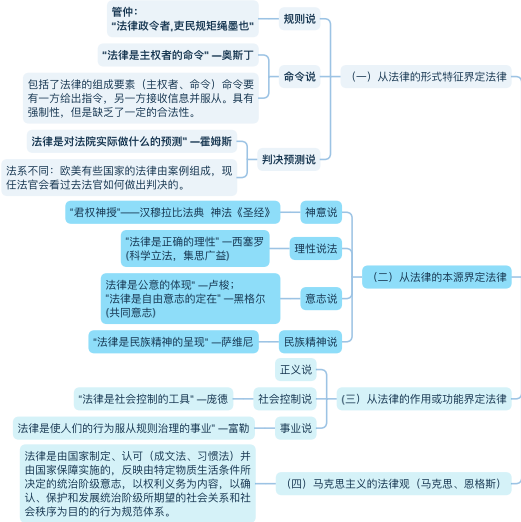 管仲：
"法律政令者,吏民规矩绳墨也"
规则说
"法律是主权者的命令" —奥斯丁
命令说
（一）从法律的形式特征界定法律
包括了法律的组成要素（主权者、命令）命令要
有一方给出指令，另一方接收信息并服从。具有
强制性，但是缺乏了一定的合法性。
法律是对法院实际做什么的预测" —霍姆斯
判决预测说
法系不同：欧美有些国家的法律由案例组成，现
任法官会看过去法官如何做出判决的。
"君权神授"——汉穆拉比法典 神法《圣经》
神意说
"法律是正确的理性" —西塞罗
(科学立法，集思广益)
理性说法
（二）从法律的本源界定法律
法律是公意的体现" —卢梭；
"法律是自由意志的定在" —黑格尔
(共同意志)
意志说
"法律是民族精神的呈现" —萨维尼
民族精神说
正义说
"法律是社会控制的工具" —庞德
社会控制说
(三）从法律的作用或功能界定法律
法律是使人们的行为服从规则治理的事业" —富勒
事业说
法律是由国家制定、认可（成文法、习惯法）并
由国家保障实施的，反映由特定物质生活条件所
决定的统治阶级意志，以权利义务为内容，以确
认、保护和发展统治阶级所期望的社会关系和社
会秩序为目的的行为规范体系。
（四）马克思主义的法律观（马克思、恩格斯）